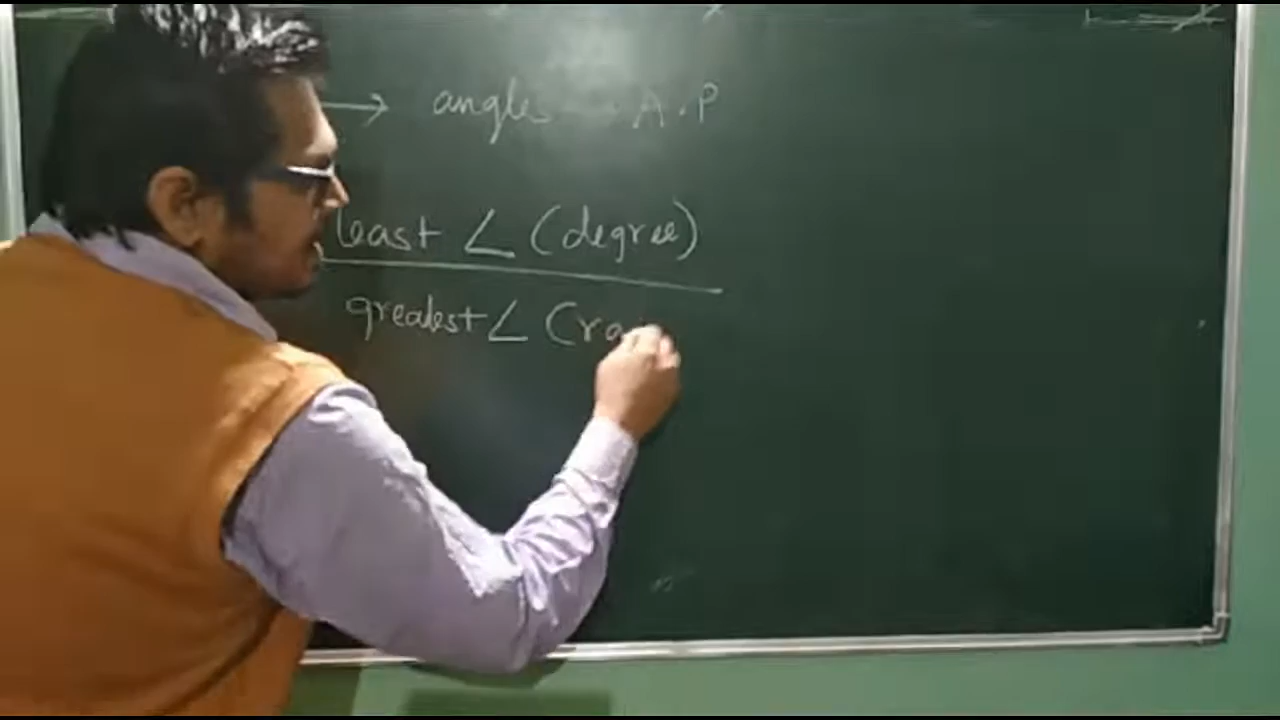 → angles A.P
least ∠ (degree)
greatest ∠ (ra